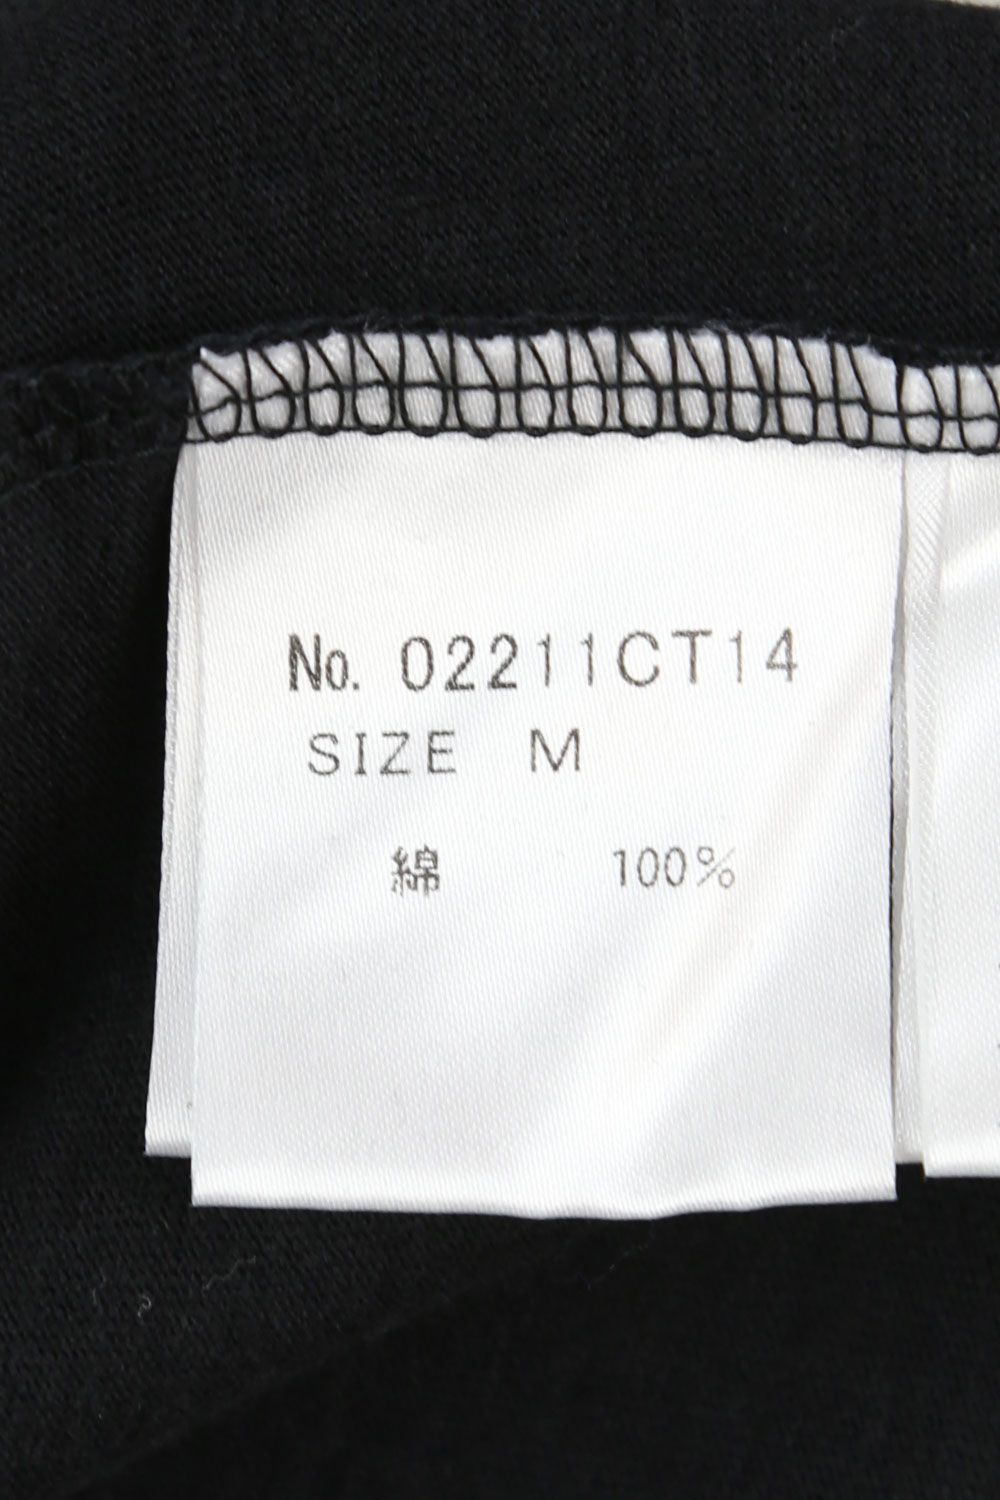 No. 02211CT14
SIZE M
綿 100%